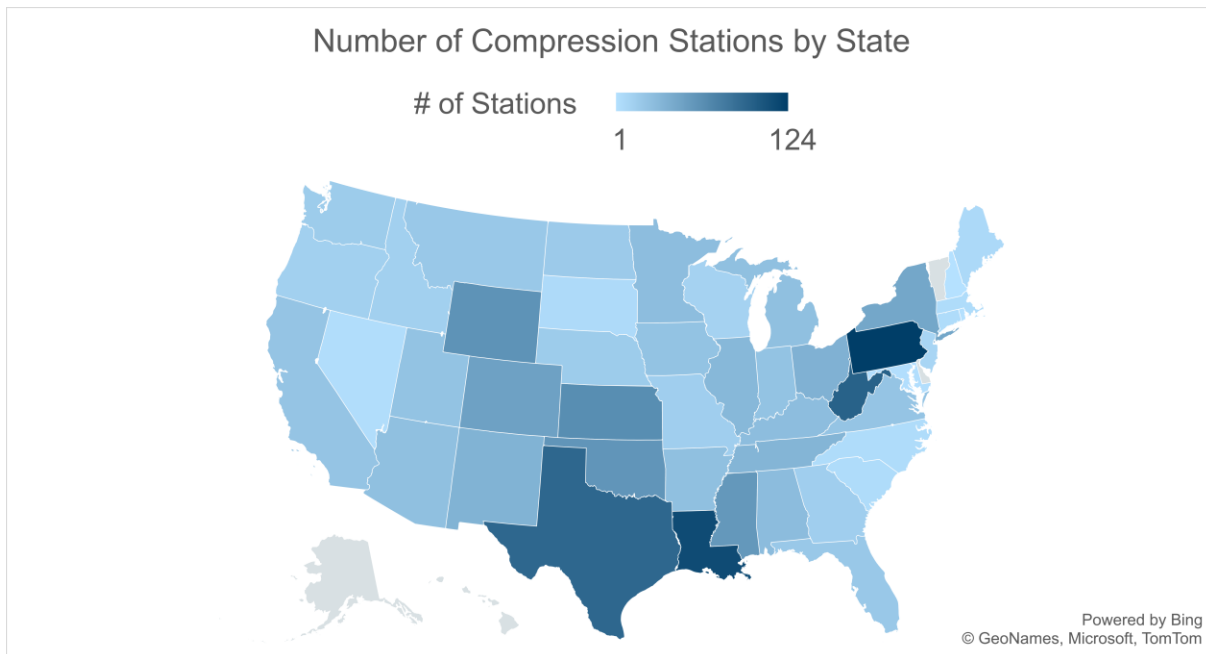 Number of Compression Stations by State
# of Stations
1 124
Powered by Bing
© GeoNames, Microsoft, TomTom